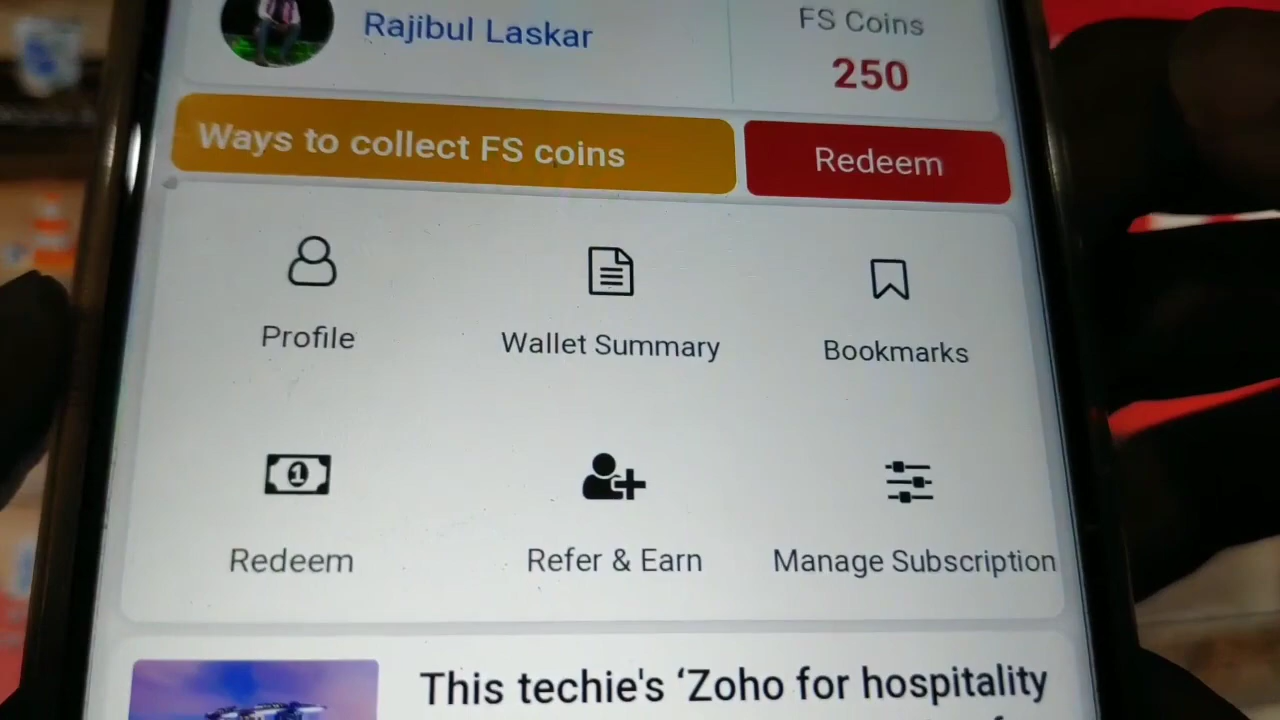 Rajibul Laskar
FS Coins
250
Ways to collect FS coins
Redeem
Profile
Wallet Summary
Bookmarks
1
Redeem
Refer & Earn
Manage Subscription
This techie's ‘Zoho for hospitality